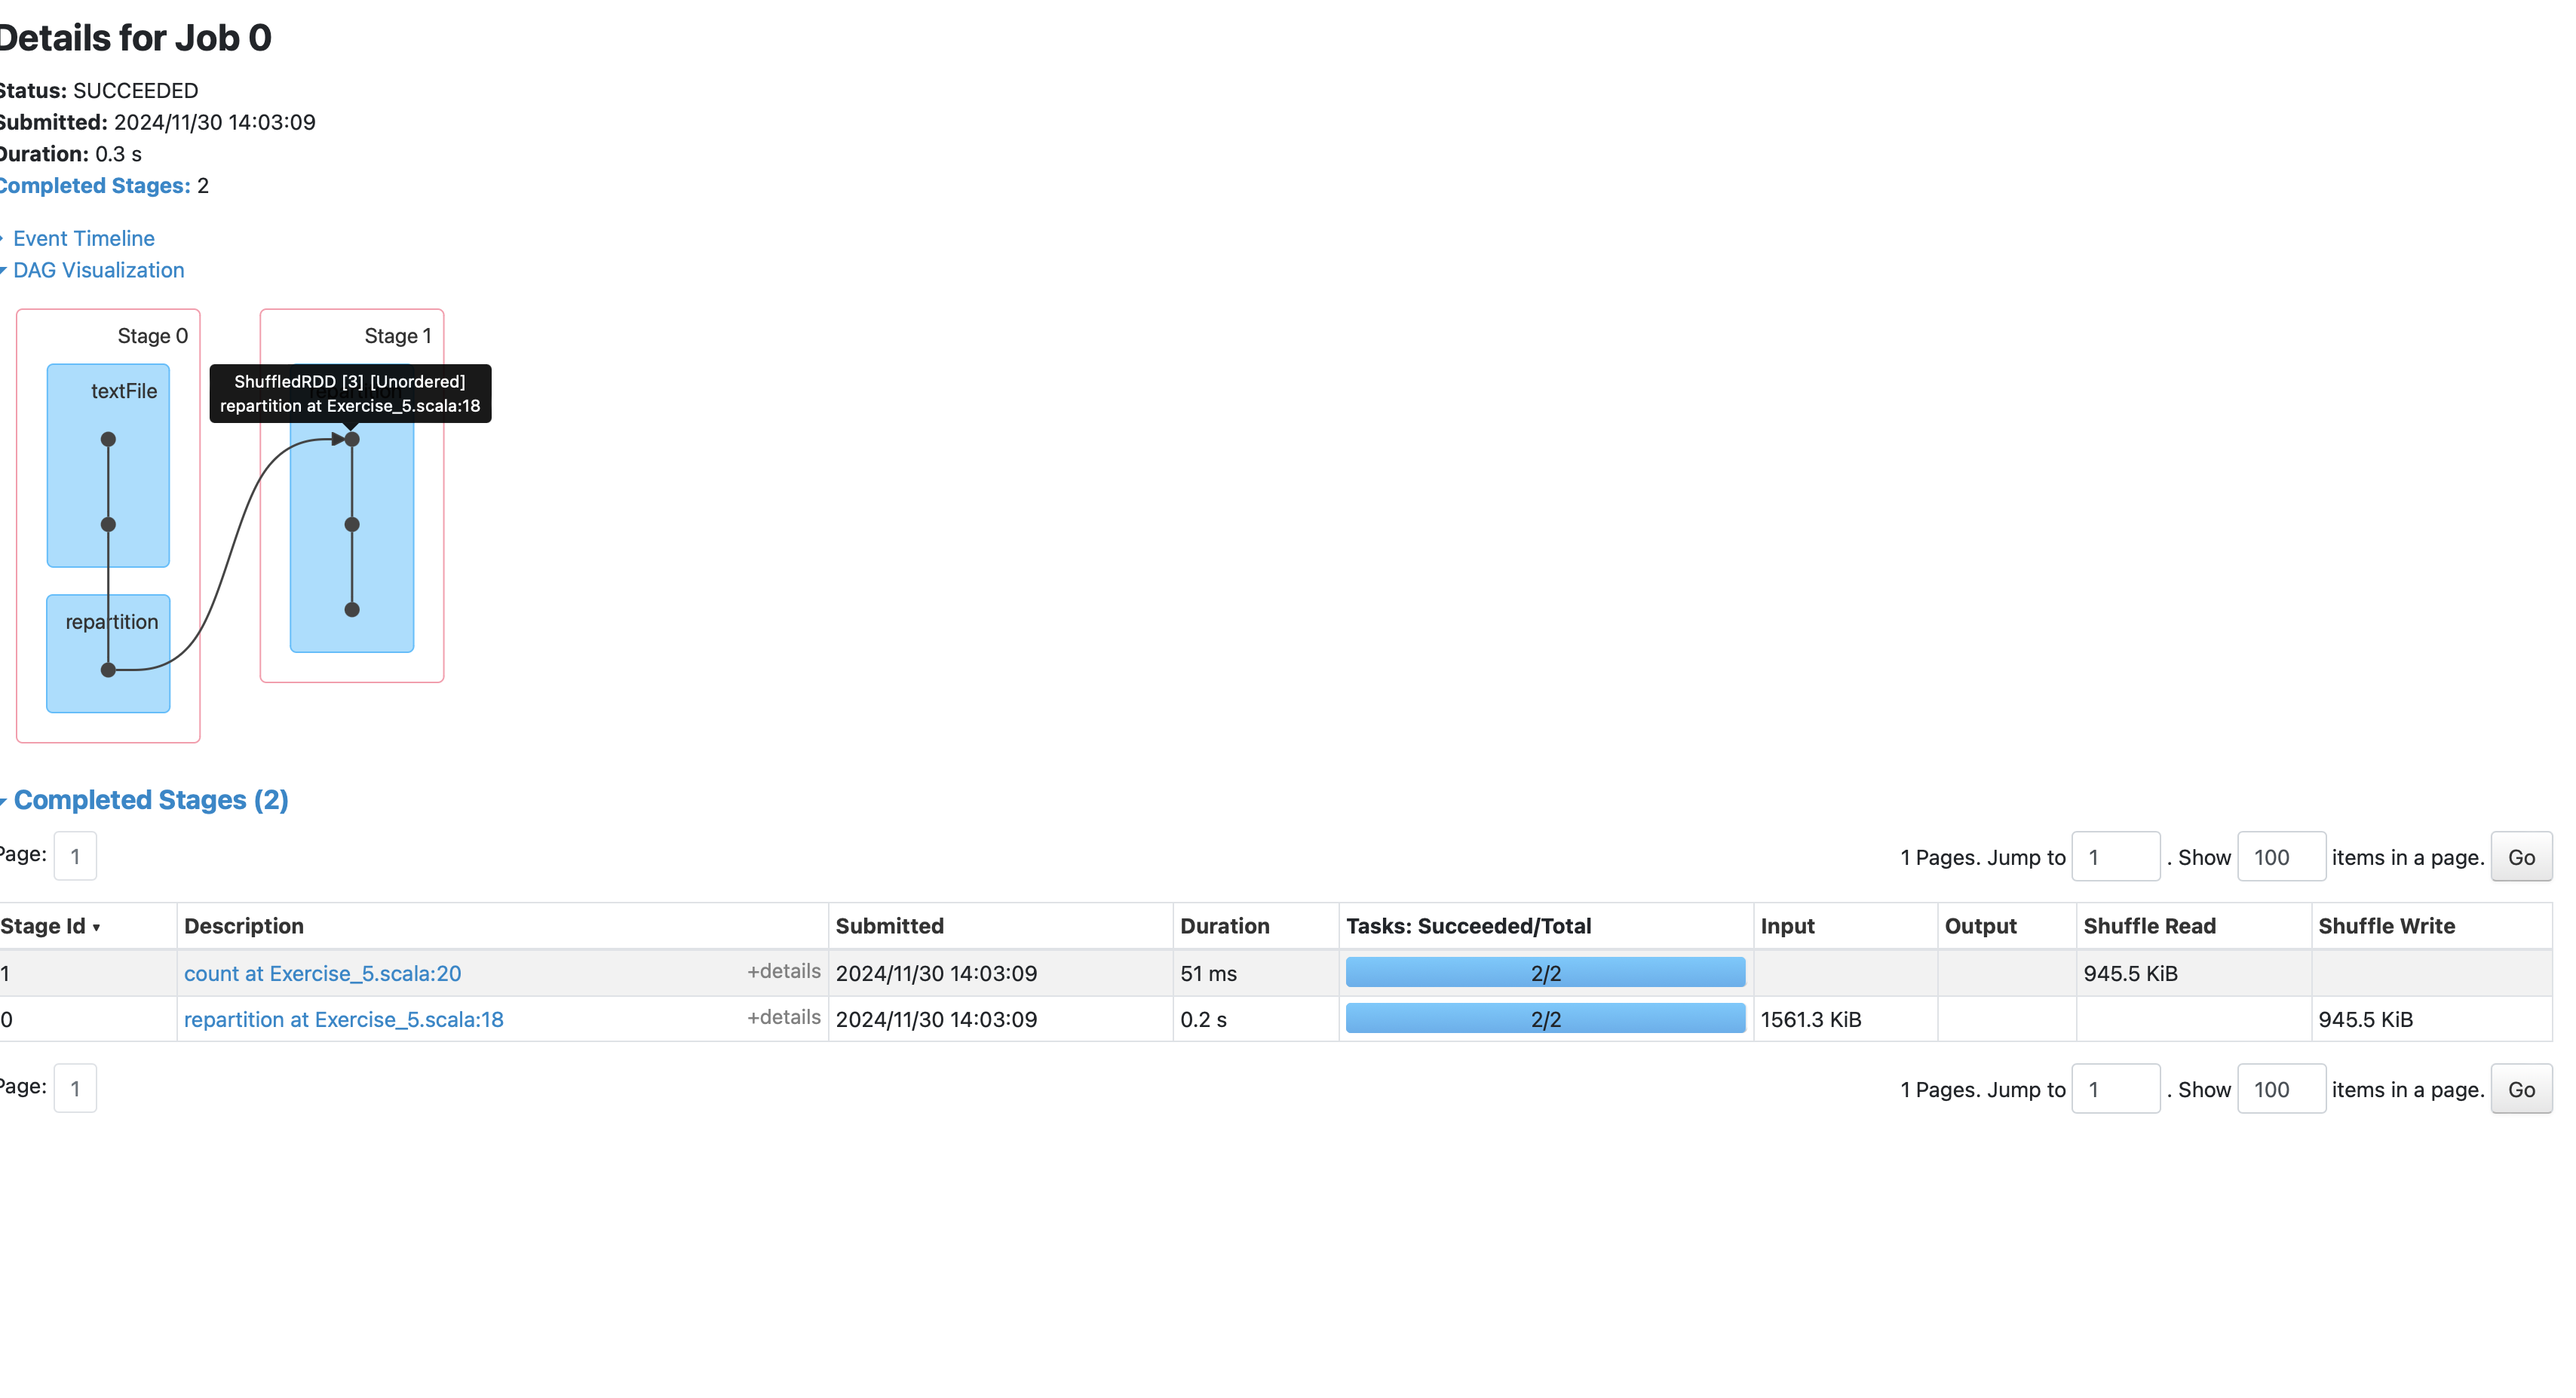 Details for Job 0
Status: SUCCEEDED
Submitted: 2024/11/30 14:03:09
Duration: 0.3 s
Completed Stages: 2
Event Timeline
DAG Visualization
Stage 0
Stage 1
textFile
ShuffledRDD [3] [Unordered]
repartition at Exercise_5.scala:18
repartition
Completed Stages (2)
Page: 1
1 Pages. Jump to 1 . Show 100 items in a page. Go
Stage Id ▾ Description Submitted Duration Tasks: Succeeded/Total Input Output Shuffle Read Shuffle Write
1 count at Exercise_5.scala:20 +details 2024/11/30 14:03:09 51 ms 2/2 945.5 KiB
0 repartition at Exercise_5.scala:18 +details 2024/11/30 14:03:09 0.2 s 2/2 1561.3 KiB 945.5 KiB
Page: 1
1 Pages. Jump to 1 . Show 100 items in a page. Go